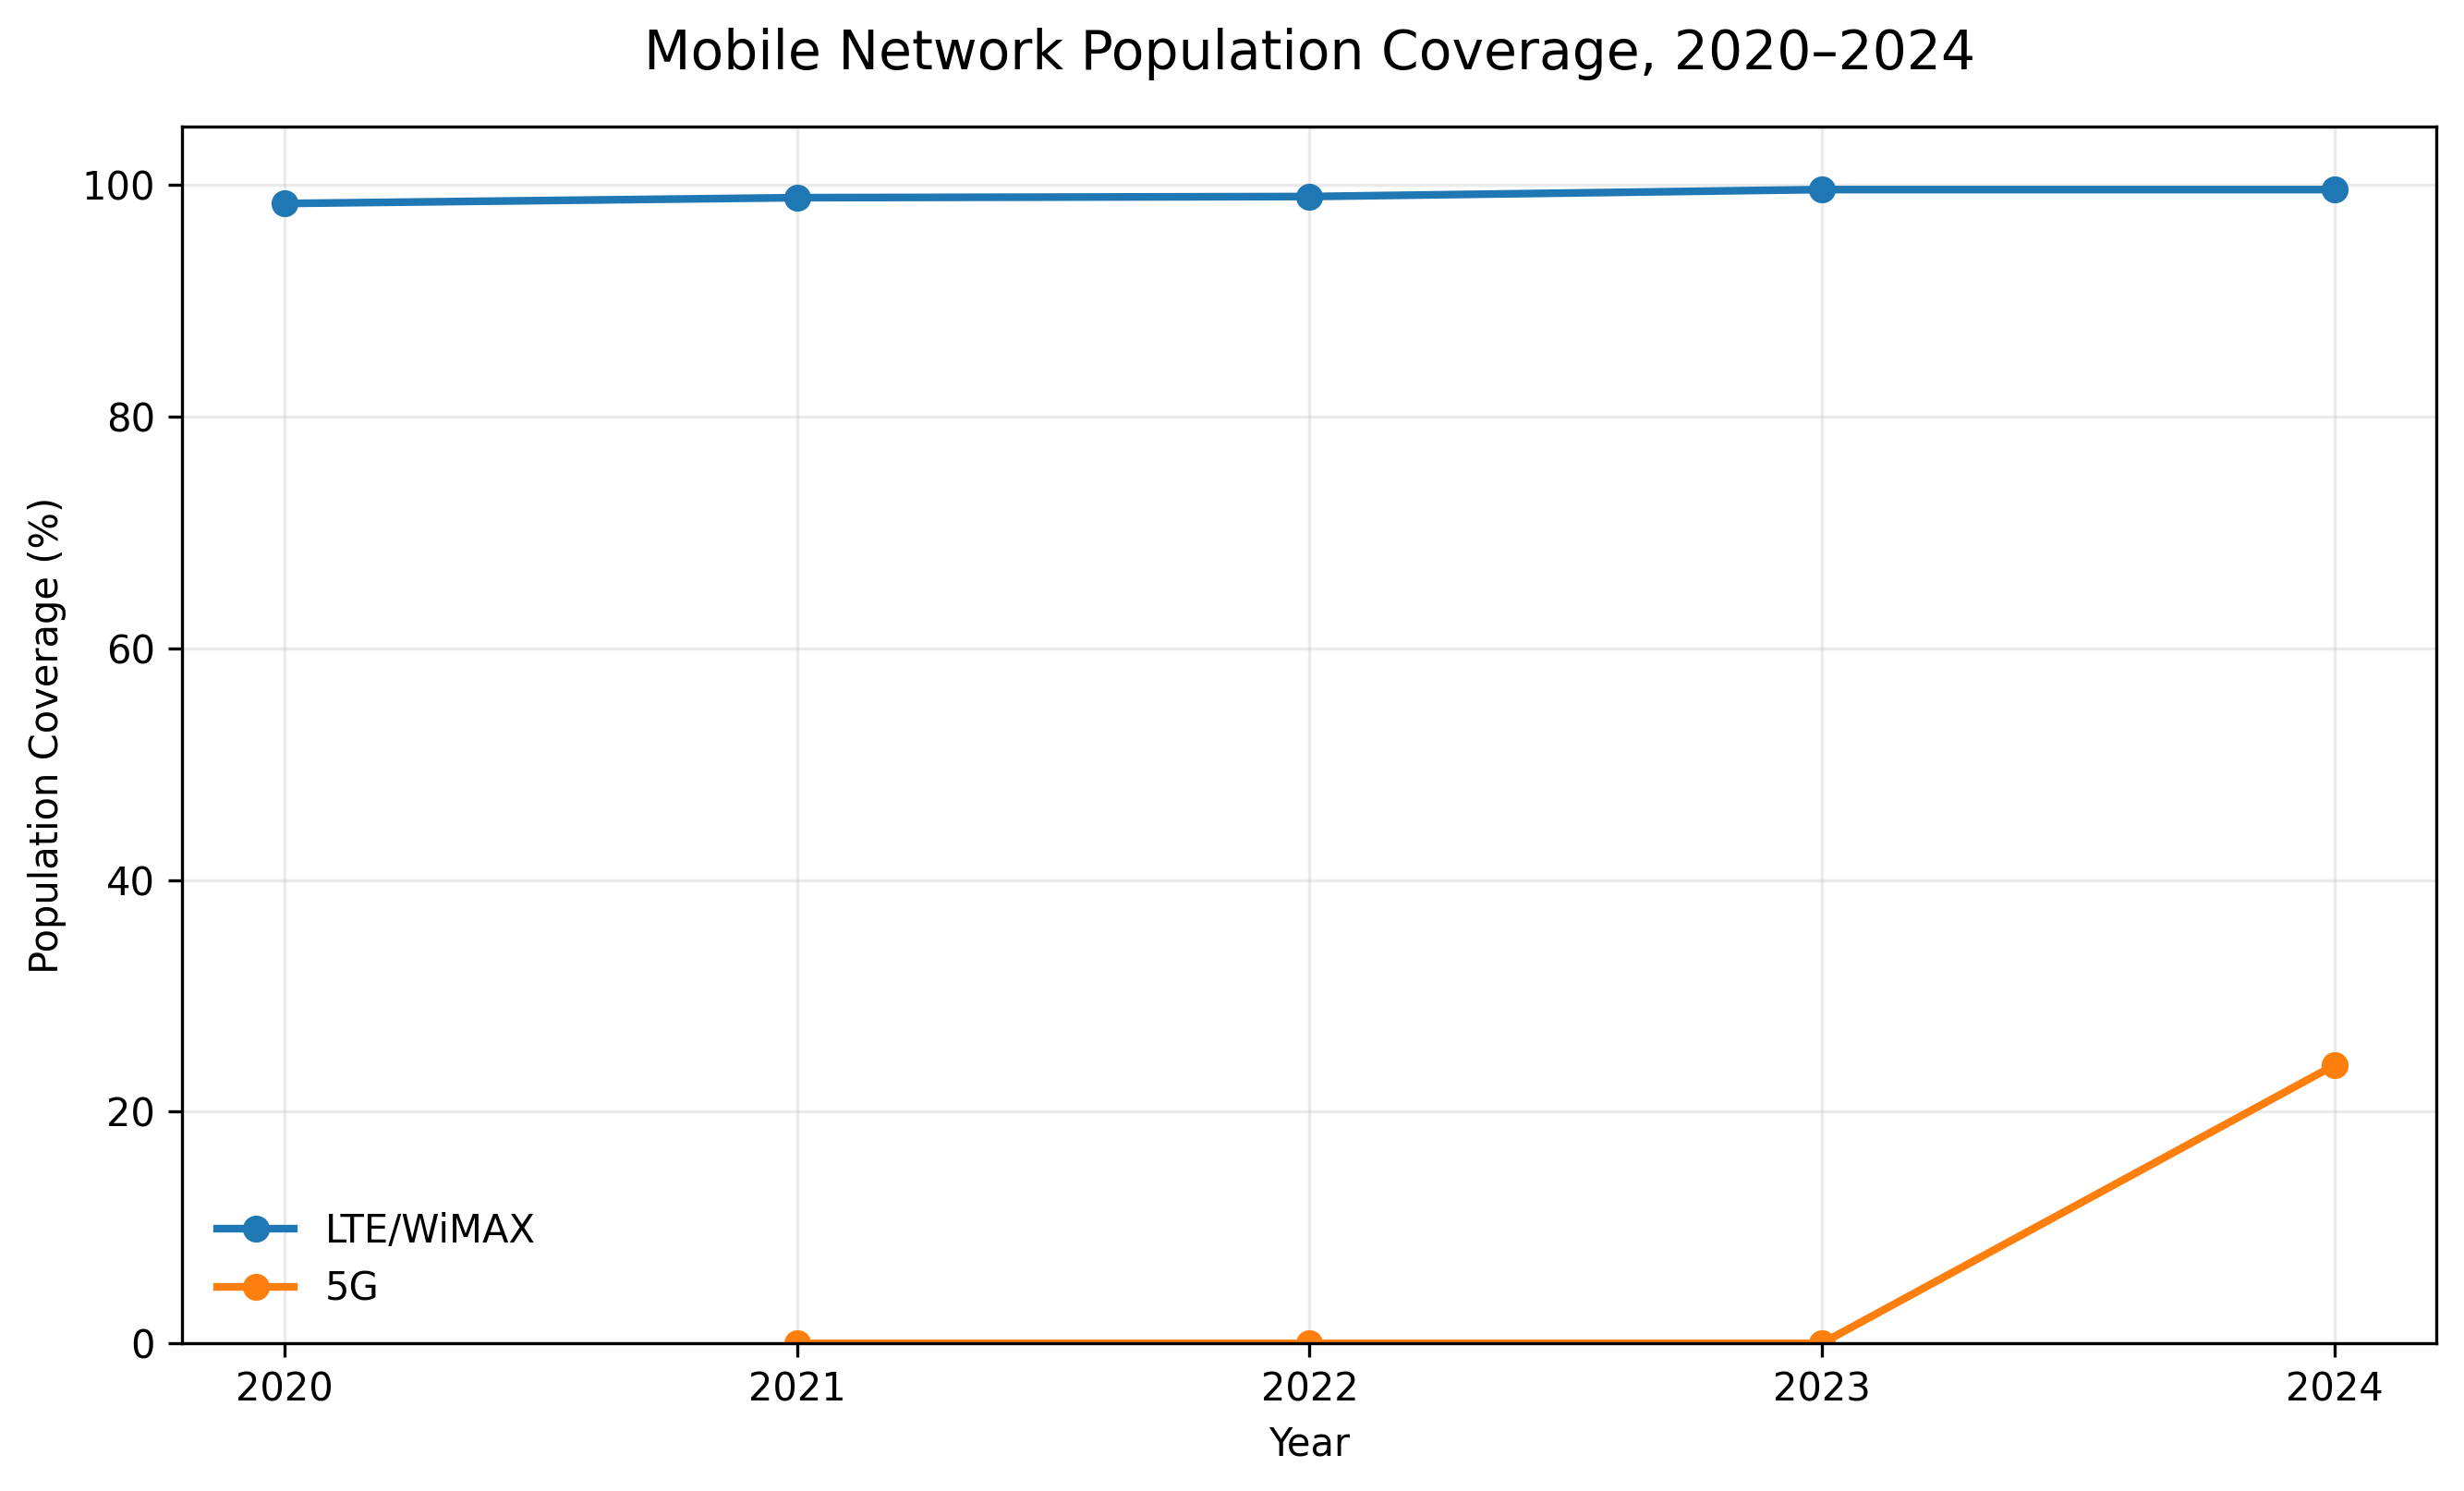 Mobile Network Population Coverage, 2020–2024
Population Coverage (%)
100
80
60
40
20
0
LTE/WiMAX
5G
2020 2021 2022 2023 2024
Year